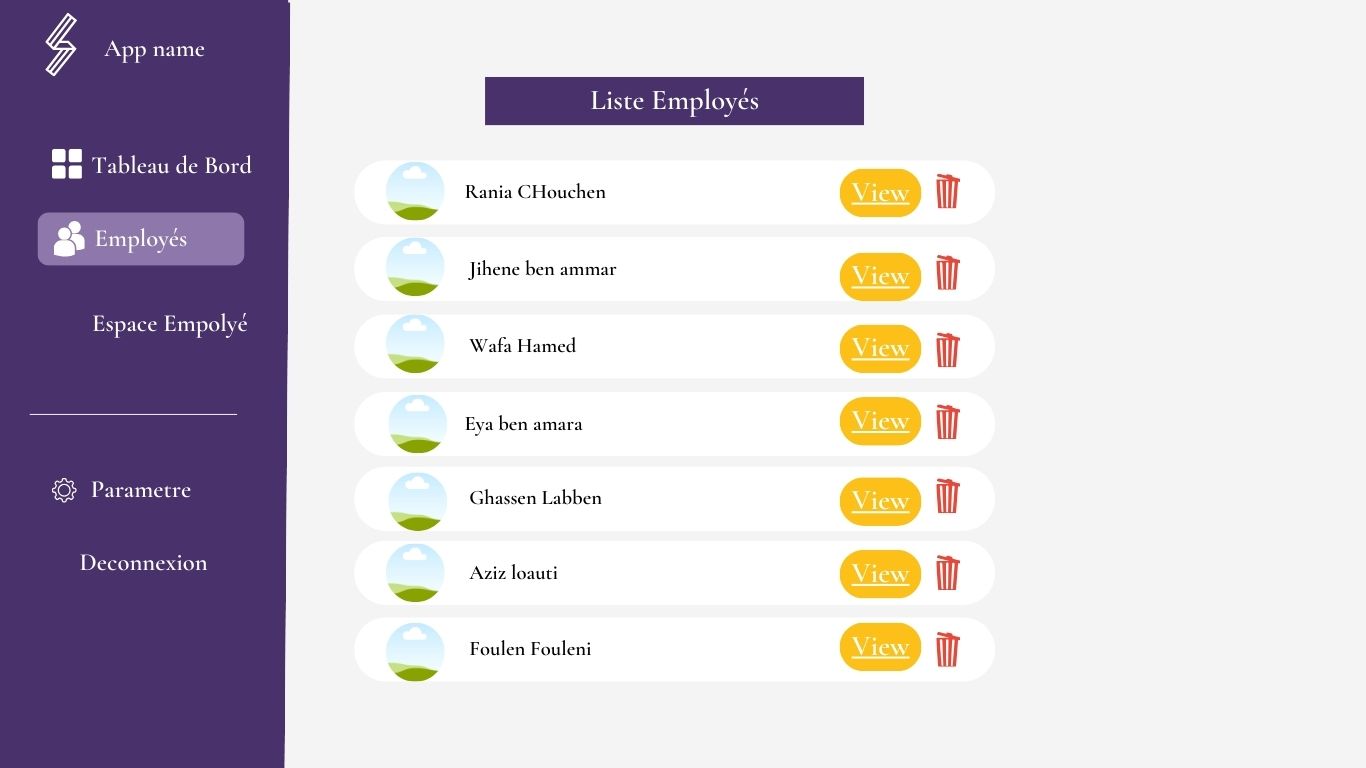 App name
Tableau de Bord
Employés
Espace Empolyé
Parametre
Deconnexion
Liste Employés
Rania CHouchen View
Jihene ben ammar View
Wafa Hamed View
Eya ben amara View
Ghassen Labben View
Aziz loauti View
Foulen Fouleni View